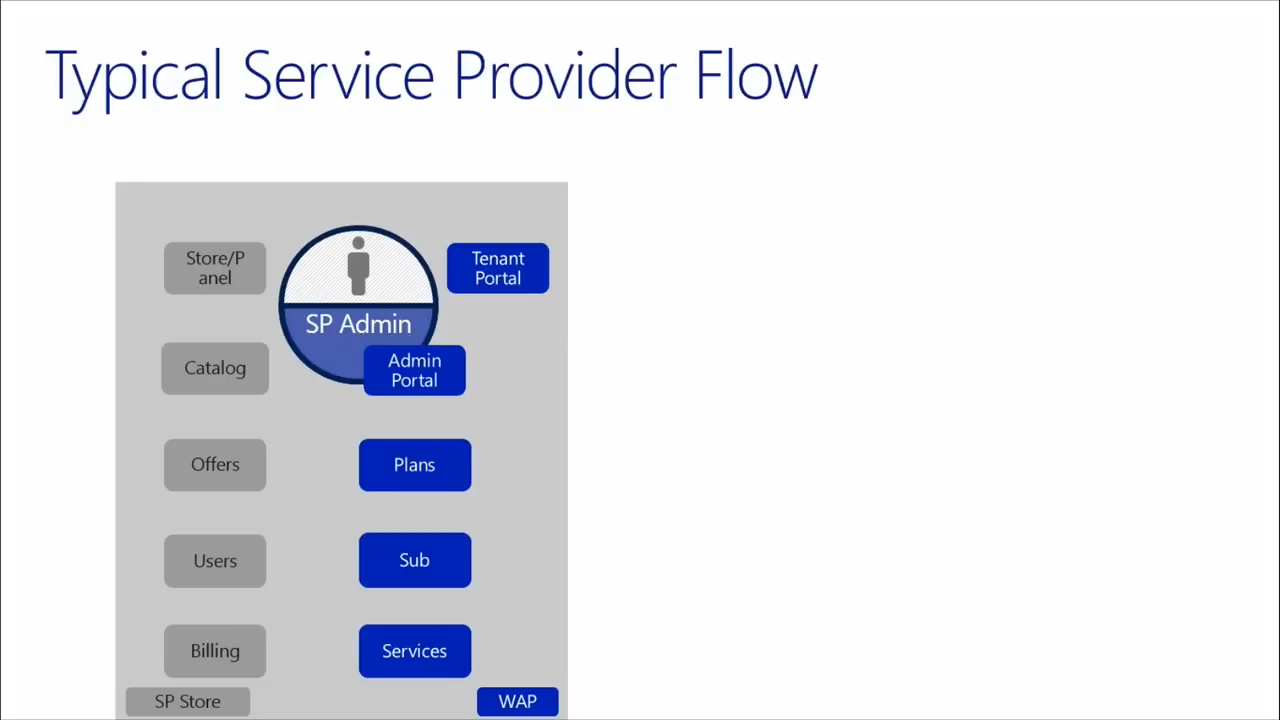 Typical Service Provider Flow
Store/P
anel
SP Admin
Tenant
Portal
Catalog
Admin
Portal
Offers
Plans
Users
Sub
Billing
Services
SP Store
WAP